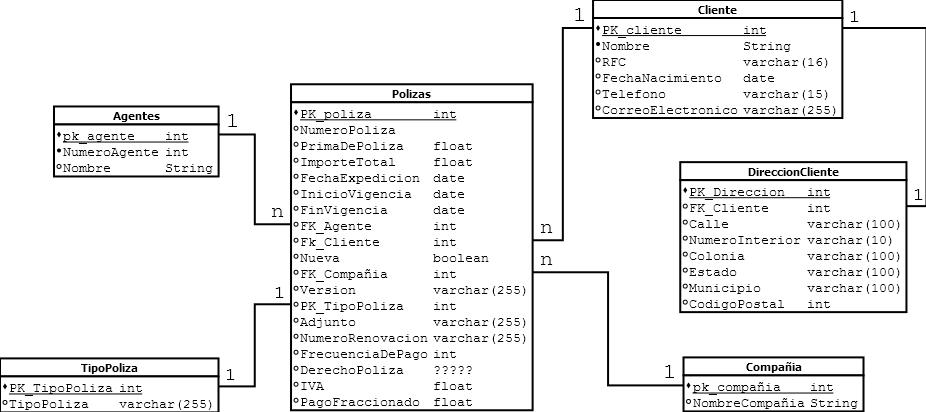 Cliente
PK_cliente int
Nombre String
RFC varchar(16)
FechaNacimiento date
Telefono varchar(15)
CorreoElectronico varchar(255)
1
1
Polizas
PK_poliza int
NumeroPoliza
PrimaDePoliza float
ImporteTotal float
FechaExpedicion date
InicioVigencia date
FinVigencia date
FK_Agente int
Fk_Cliente int
Nueva boolean
FK_Compañia int
Version varchar(255)
PK_TipoPoliza int
Adjunto varchar(255)
NumeroRenovacion varchar(255)
FrecuenciaDePago int
DerechoPoliza ?????
IVA float
PagoFraccionado float
Agentes
pk_agente int
NumeroAgente int
Nombre String
1
n
n
n
1
DireccionCliente
PK_Direccion int
FK_Cliente int
Calle varchar(100)
NumeroInterior varchar(10)
Colonia varchar(100)
Estado varchar(100)
Municipio varchar(100)
CodigoPostal int
1
TipoPoliza
PK_TipoPoliza int
TipoPoliza varchar(255)
1
1
Compañia
pk_compañia int
NombreCompañia String